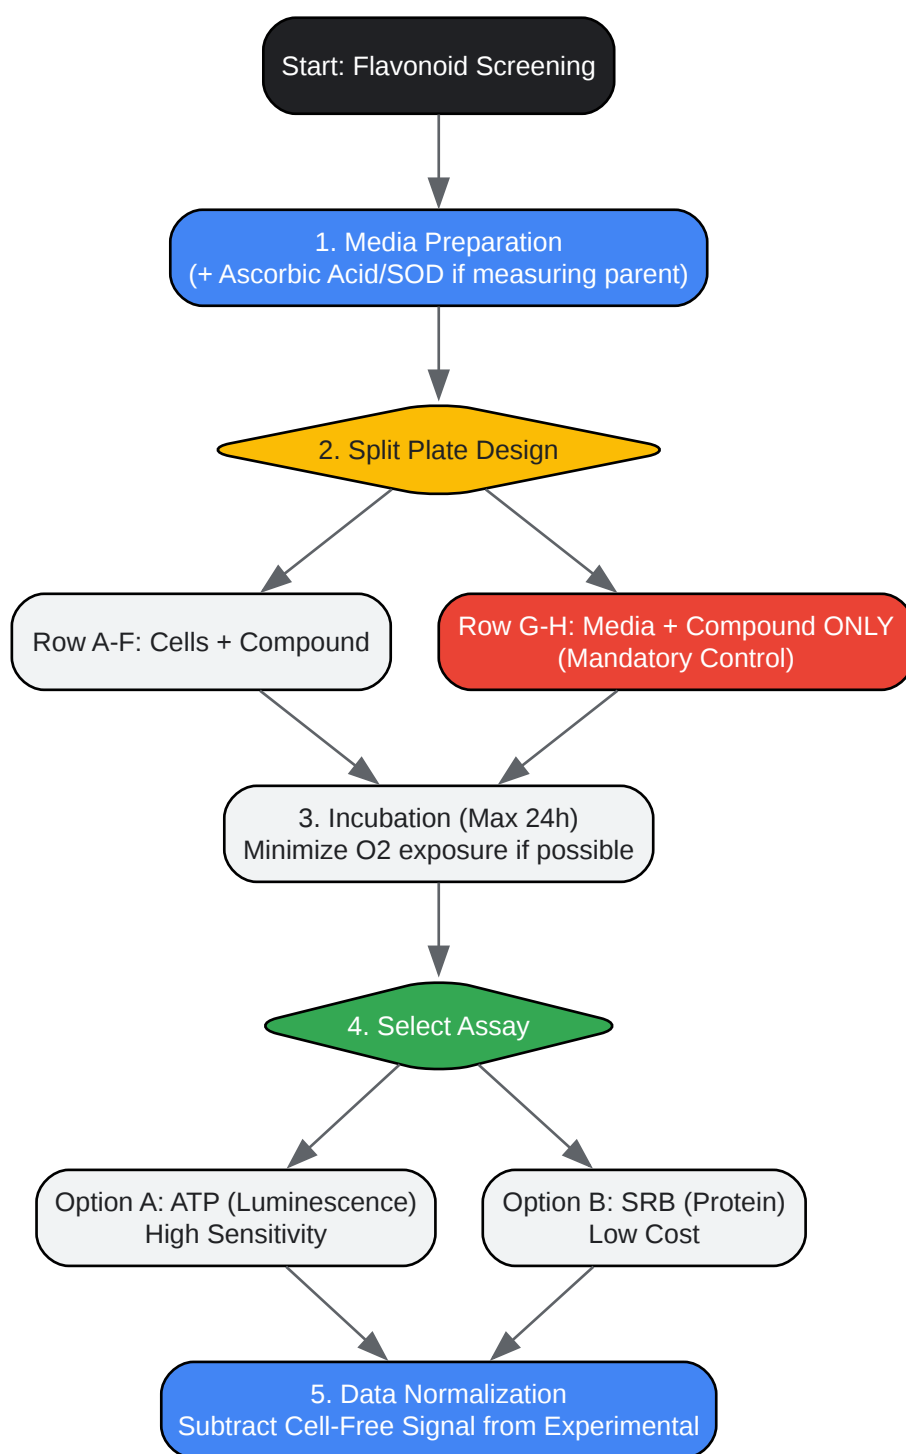 Start: Flavonoid Screening
1. Media Preparation
(+ Ascorbic Acid/SOD if measuring parent)
2. Split Plate Design
Row A-F: Cells + Compound
Row G-H: Media + Compound ONLY
(Mandatory Control)
3. Incubation (Max 24h)
Minimize O2 exposure if possible
4. Select Assay
Option A: ATP (Luminescence)
High Sensitivity
Option B: SRB (Protein)
Low Cost
5. Data Normalization
Subtract Cell-Free Signal from Experimental